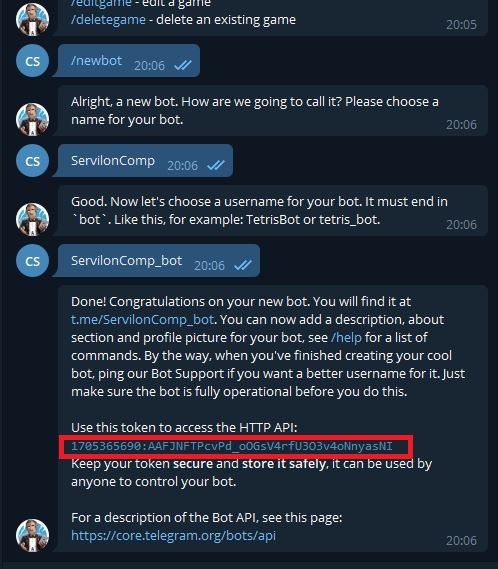 /editgame - edit a game
/deletegame - delete an existing game
20:05
CS
/newbot
20:06
Alright, a new bot. How are we going to call it? Please choose a
name for your bot.
20:06
CS
ServilonComp
20:06
Good. Now let's choose a username for your bot. It must end in
`bot`. Like this, for example: TetrisBot or tetris_bot.
20:06
CS
ServilonComp_bot
20:06
Done! Congratulations on your new bot. You will find it at
t.me/ServilonComp_bot. You can now add a description, about
section and profile picture for your bot, see /help for a list of
commands. By the way, when you've finished creating your cool
bot, ping our Bot Support if you want a better username for it. Just
make sure the bot is fully operational before you do this.
Use this token to access the HTTP API:
1705365690:AAFJNFTPcvPd_oOGsV4rfU3O3v4oNnyasNI
Keep your token secure and store it safely, it can be used by
anyone to control your bot.
For a description of the Bot API, see this page:
https://core.telegram.org/bots/api
20:06